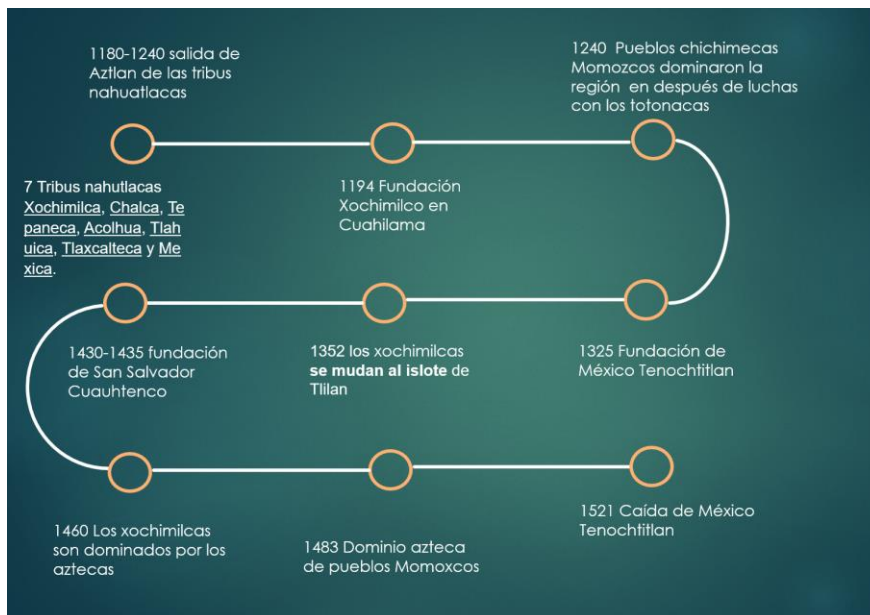 1180-1240 salida de
Aztlan de las tribus
nahuatlacas
7 Tribus nahutlacas
Xochimilca, Chalca, Te
paneca, Acolhua, Tlah
uica, Tlaxcalteca y Me
xica.
1194 Fundación
Xochimilco en
Cuahilama
1240 Pueblos chichimecas
Momozcos dominaron la
región en después de luchas
con los totonacas
1325 Fundación de
México Tenochtitlan
1352 los xochimilcas
se mudan al islote de
Tlilan
1430-1435 fundación
de San Salvador
Cuauhtenco
1460 Los xochimilcas
son dominados por los
aztecas
1483 Dominio azteca
de pueblos Momoxcos
1521 Caída de México
Tenochtitlan